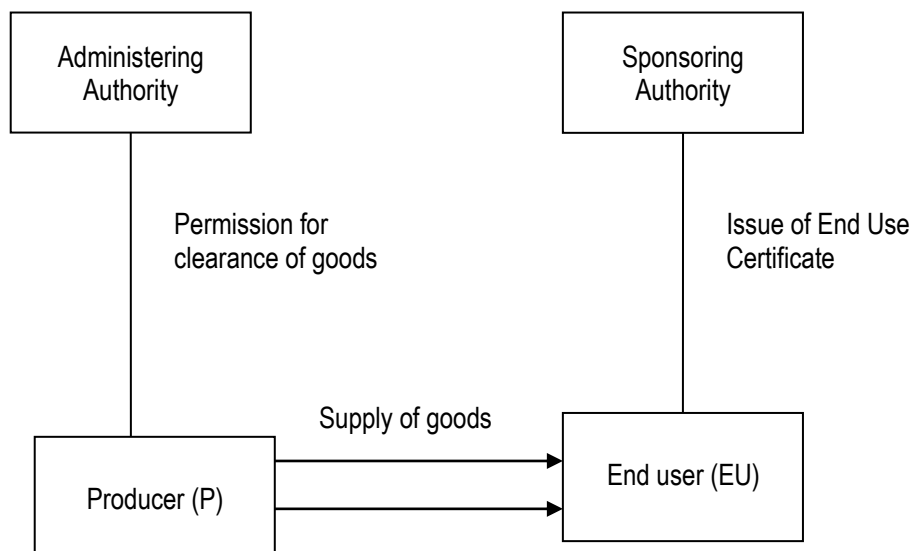 Administering
Authority
Sponsoring
Authority
Permission for
clearance of goods
Issue of End Use
Certificate
Supply of goods
Producer (P)
End user (EU)